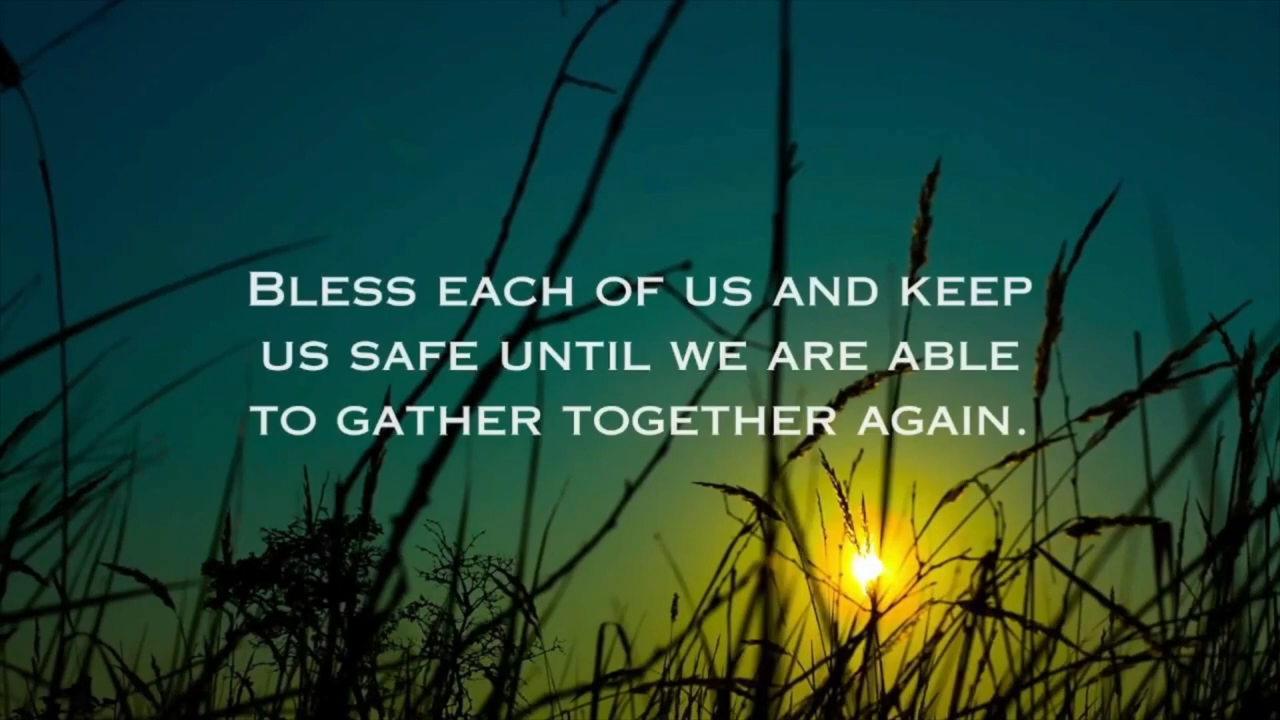 Bless each of us and keep
us safe until we are able
to gather together again.